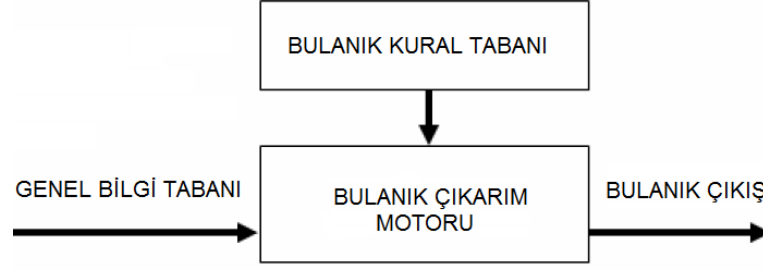 BULANIK KURAL TABANI
GENEL BİLGİ TABANI
BULANIK ÇIKARIM
MOTORU
BULANIK ÇIKIŞ